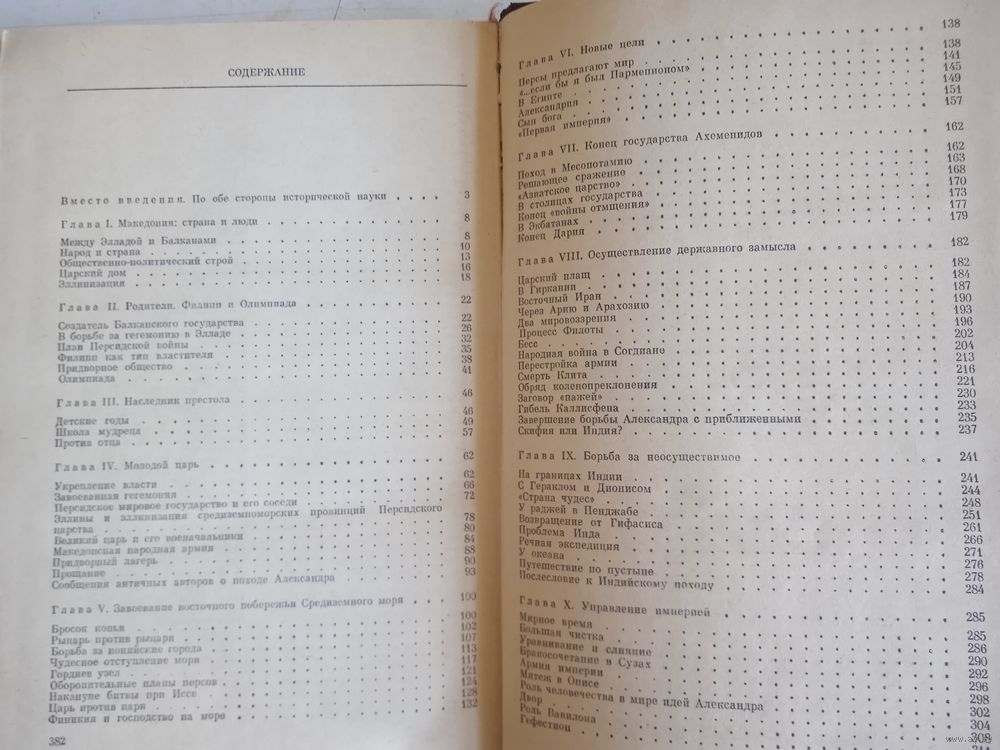 СОДЕРЖАНИЕ
Вместо введения. По обе стороны исторической науки . . . . 3
Глава I. Македония: страна и люди . . . . 8
Между Элладой и Балканами . . . . 8
Народ и страна . . . . 10
Общественно-политический строй . . . . 13
Царский дом . . . . 16
Эллинизация . . . . 18
Глава II. Родители. Филипп и Олимпиада . . . . 22
Создатель Балканского государства . . . . 22
В борьбе за гегемонию в Элладе . . . . 26
План Персидской войны . . . . 32
Филипп как тип властителя . . . . 35
Придворное общество . . . . 38
Олимпиада . . . . 41
Глава III. Наследник престола . . . . 46
Детские годы . . . . 46
Школа мудреца . . . . 49
Против отца . . . . 57
Глава IV. Молодой царь . . . . 62
Укрепление власти . . . . 62
Завоеванная гегемония . . . . 66
Персидское мировое государство и его соседи . . . . 72
Эллины и эллинизация средиземноморских провинций Персидского
царства . . . . 78
Великий царь и его военачальники . . . . 80
Македонская народная армия . . . . 84
Придворный лагерь . . . . 88
Прощание . . . . 90
Сообщения античных авторов о походе Александра . . . . 93
Глава V. Завоевание восточного побережья Средиземного моря . . . 100
Бросок копья . . . . 100
Рыцарь против рыцаря . . . . 102
Борьба за ионийские города . . . . 107
Чудесное отступление моря . . . . 113
Гордиев узел . . . . 117
Оборонительные планы персов . . . . 121
Накануне битвы при Иссе . . . . 124
Царь против царя . . . . 128
Финикия и господство на море . . . . 132
382
Глава VI. Новые цели . . . . 138
Персы предлагают мир . . . . 138
«...если бы я был Парменионом» . . . . 141
В Египте . . . . 145
Александрия . . . . 149
Сын бога . . . . 151
«Первая империя» . . . . 157
Глава VII. Конец государства Ахеменидов . . . . 162
Поход в Месопотамию . . . . 162
Решающее сражение . . . . 163
«Азиатское царство» . . . . 168
В столицах государства . . . . 170
Конец «войны отмщения» . . . . 173
В Экбатанах . . . . 177
Конец Дария . . . . 179
Глава VIII. Осуществление державного замысла . . . . 182
Царский плащ . . . . 182
В Гиркании . . . . 184
Восточный Иран . . . . 187
Через Арию и Арахозию . . . . 190
Два мировоззрения . . . . 193
Процесс Филоты . . . . 196
Бесс . . . . 202
Народная война в Согдиане . . . . 204
Перестройка армии . . . . 213
Смерть Клита . . . . 216
Обряд коленопреклонения . . . . 221
Заговор «пажей» . . . . 230
Гибель Каллисфена . . . . 233
Завершение борьбы Александра с приближенными . . . . 235
Скифия или Индия? . . . . 237
Глава IX. Борьба за неосуществимое . . . . 241
На границах Индии . . . . 241
С Гераклом и Дионисом . . . . 244
«Страна чудес» . . . . 248
У раджей в Пенджабе . . . . 251
Возвращение от Гифасиса . . . . 261
Проблема Инда . . . . 266
Речная экспедиция . . . . 271
У океана . . . . 276
Путешествие по пустыне . . . . 278
Послесловие к Индийскому походу . . . . 284
Глава X. Управление империей . . . . 285
Мирное время . . . . 285
Большая чистка . . . . 286
Уравнивание и слияние . . . . 290
Бракосочетание в Сузах . . . . 292
Армия империи . . . . 296
Мятеж в Описе . . . . 298
Роль человечества в мире идей Александра . . . . 302
Двор . . . . 304
Роль Вавилона . . . . 308
Гефестион . . . .